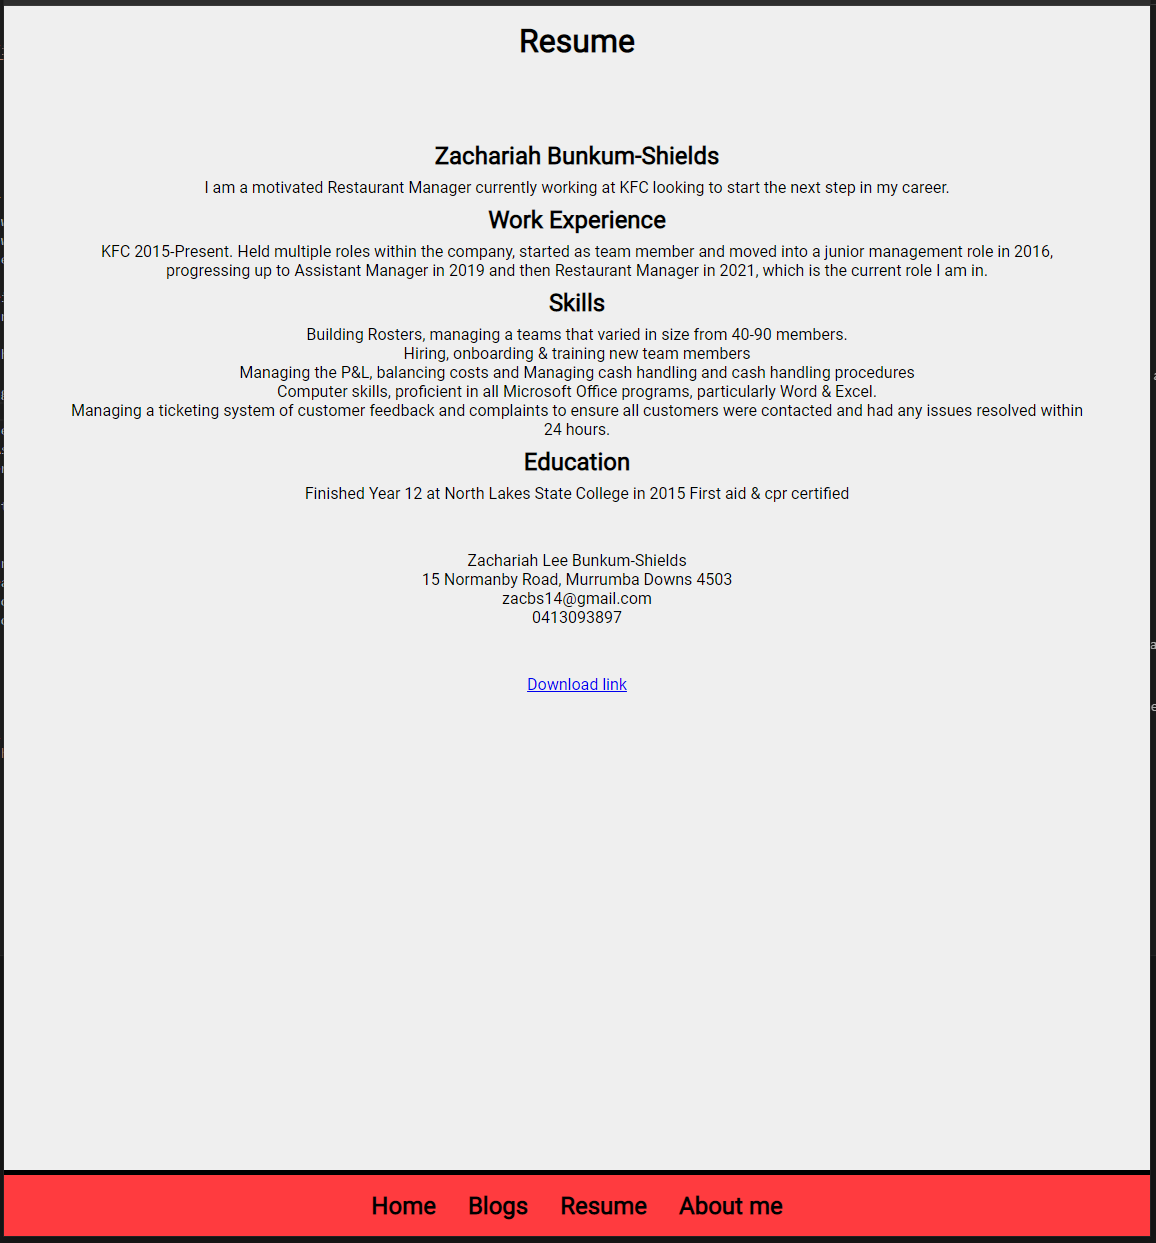 Resume
Zachariah Bunkum-Shields
I am a motivated Restaurant Manager currently working at KFC looking to start the next step in my career.
Work Experience
KFC 2015-Present. Held multiple roles within the company, started as team member and moved into a junior management role in 2016,
progressing up to Assistant Manager in 2019 and then Restaurant Manager in 2021, which is the current role I am in.
Skills
Building Rosters, managing a teams that varied in size from 40-90 members.
Hiring, onboarding & training new team members
Managing the P&L, balancing costs and Managing cash handling and cash handling procedures
Computer skills, proficient in all Microsoft Office programs, particularly Word & Excel.
Managing a ticketing system of customer feedback and complaints to ensure all customers were contacted and had any issues resolved within
24 hours.
Education
Finished Year 12 at North Lakes State College in 2015 First aid & cpr certified
Zachariah Lee Bunkum-Shields
15 Normanby Road, Murrumba Downs 4503
zacbs14@gmail.com
0413093897
Download link
Home Blogs Resume About me